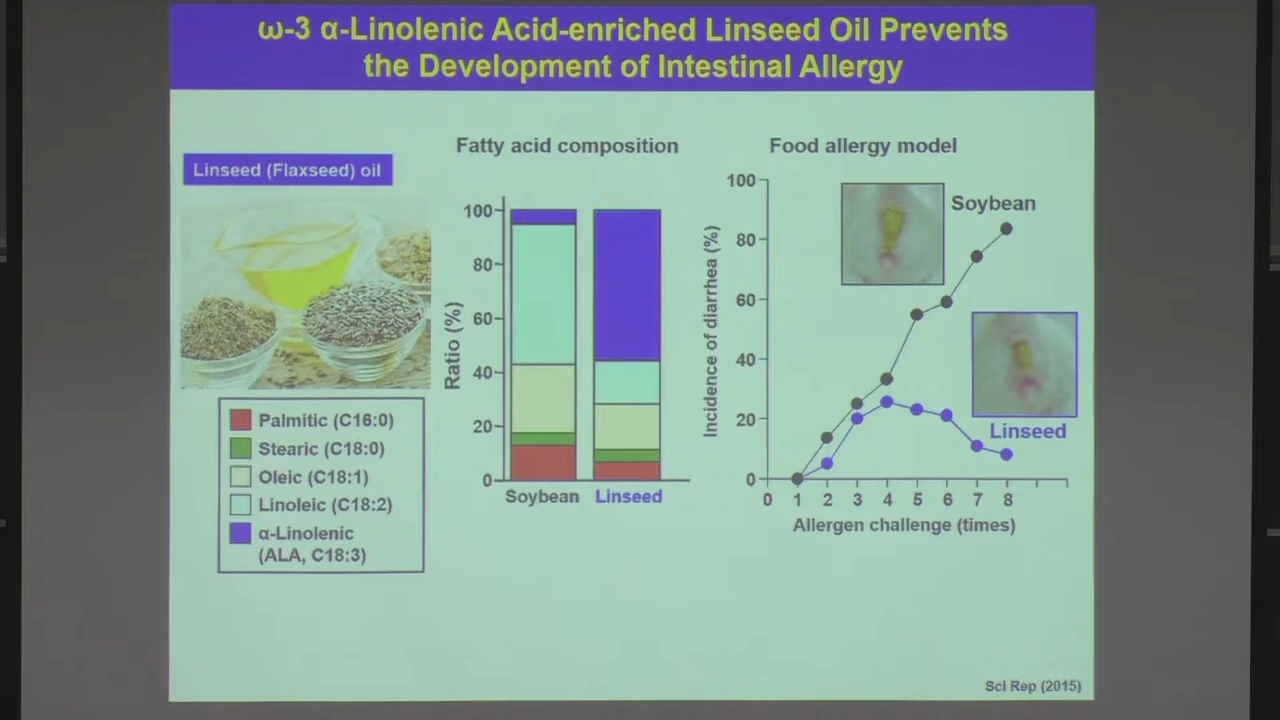 ω-3 α-Linolenic Acid-enriched Linseed Oil Prevents
the Development of Intestinal Allergy
Linseed (Flaxseed) oil
Palmitic (C16:0)
Stearic (C18:0)
Oleic (C18:1)
Linoleic (C18:2)
α-Linolenic
(ALA, C18:3)
Fatty acid composition
Ratio (%)
100
80
60
40
20
0
Soybean Linseed
Food allergy model
Incidence of diarrhea (%)
100
80
60
40
20
0
Soybean
Linseed
0 1 2 3 4 5 6 7 8
Allergen challenge (times)
Sci Rep (2015)